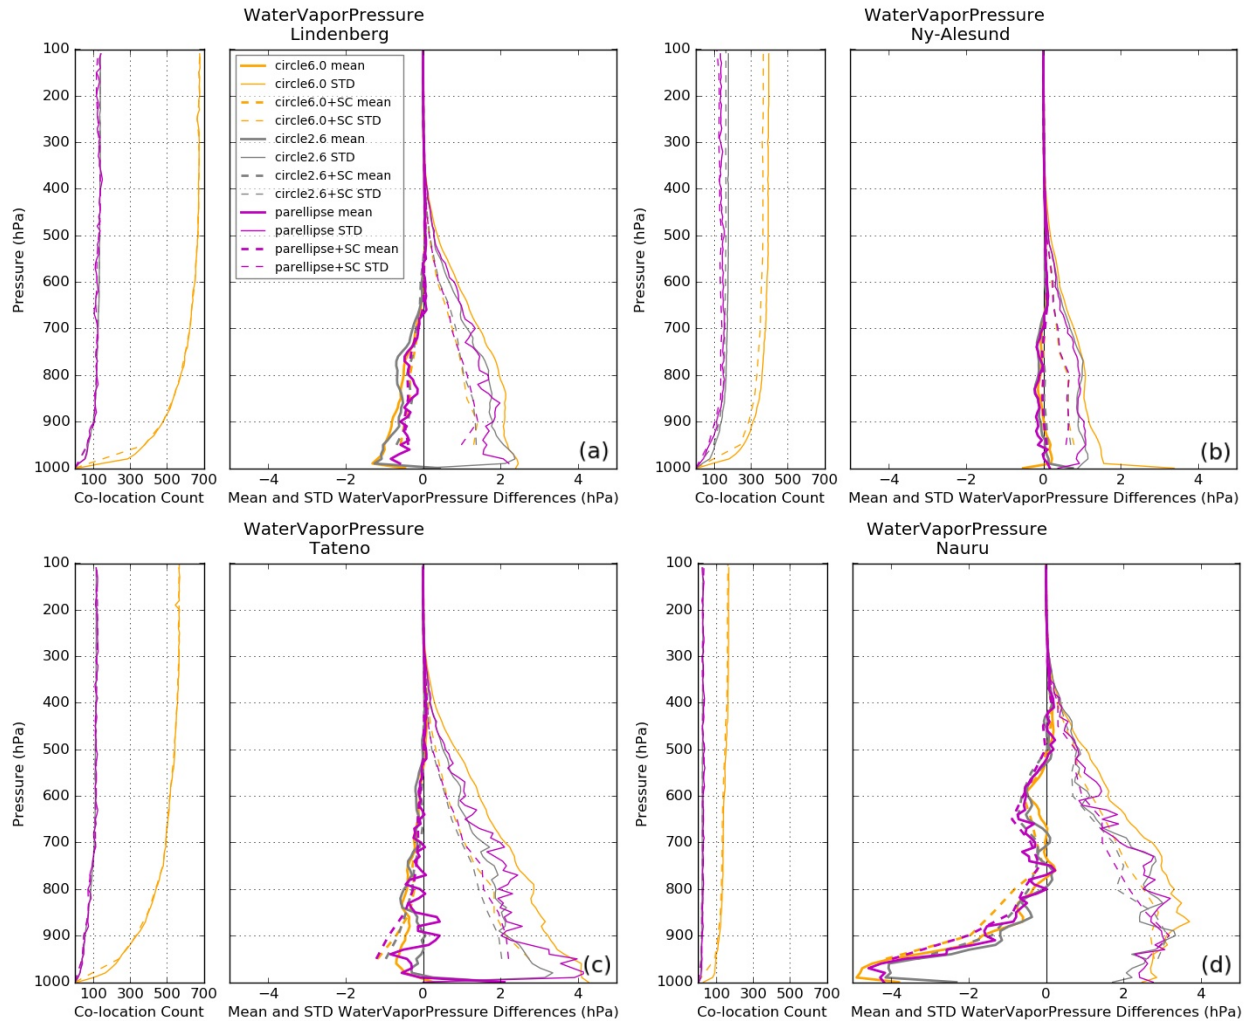 WaterVaporPressure
Lindenberg
100
200
300
400
500
600
700
800
900
1000
Pressure (hPa)
100 300 500 700
Co-location Count
circle6.0 mean
circle6.0 STD
circle6.0+SC mean
circle6.0+SC STD
circle2.6 mean
circle2.6 STD
circle2.6+SC mean
circle2.6+SC STD
parellipse mean
parellipse STD
parellipse+SC mean
parellipse+SC STD
(a)
−4 −2 0 2 4
Mean and STD WaterVaporPressure Differences (hPa)
WaterVaporPressure
Ny-Alesund
100
200
300
400
500
600
700
800
900
1000
Pressure (hPa)
100 300 500 700
Co-location Count
(b)
−4 −2 0 2 4
Mean and STD WaterVaporPressure Differences (hPa)
WaterVaporPressure
Tateno
100
200
300
400
500
600
700
800
900
1000
Pressure (hPa)
100 300 500 700
Co-location Count
(c)
−4 −2 0 2 4
Mean and STD WaterVaporPressure Differences (hPa)
WaterVaporPressure
Nauru
100
200
300
400
500
600
700
800
900
1000
Pressure (hPa)
100 300 500 700
Co-location Count
(d)
−4 −2 0 2 4
Mean and STD WaterVaporPressure Differences (hPa)